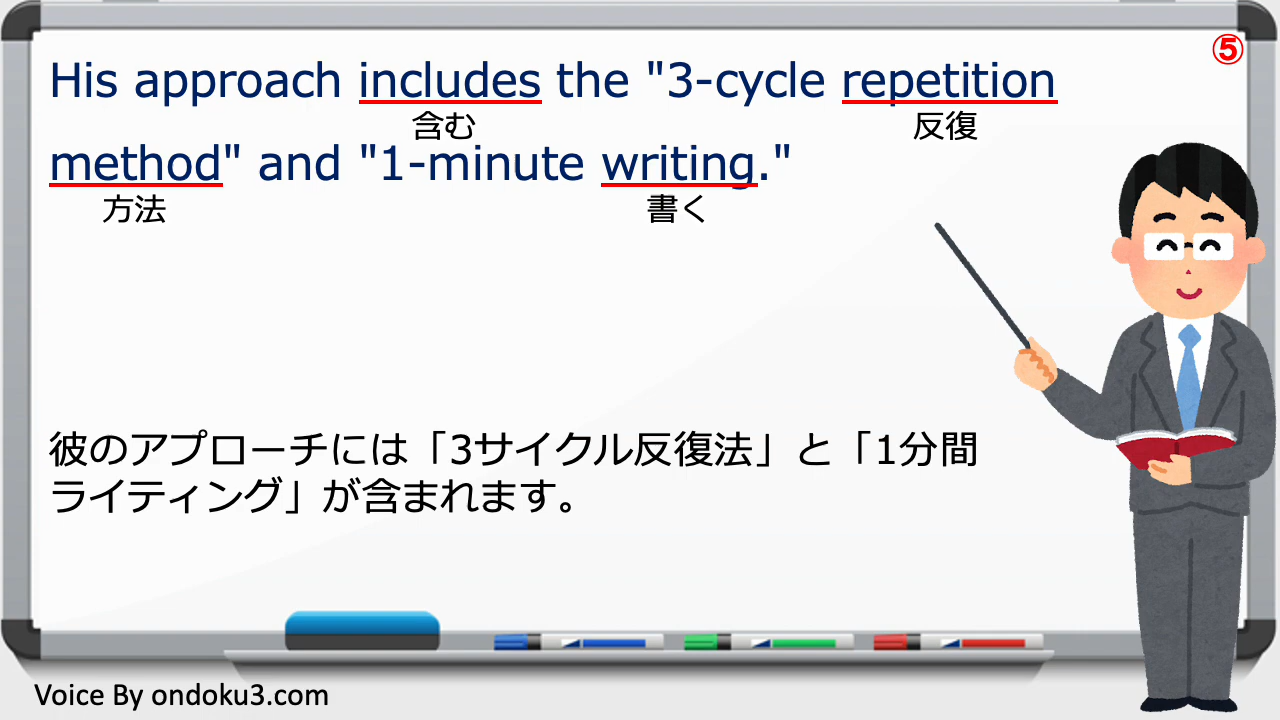 ⑤
His approach includes the "3-cycle repetition
含む 反復
method" and "1-minute writing."
方法 書く
彼のアプローチには「3サイクル反復法」と「1分間
ライティング」が含まれます。
Voice By ondoku3.com